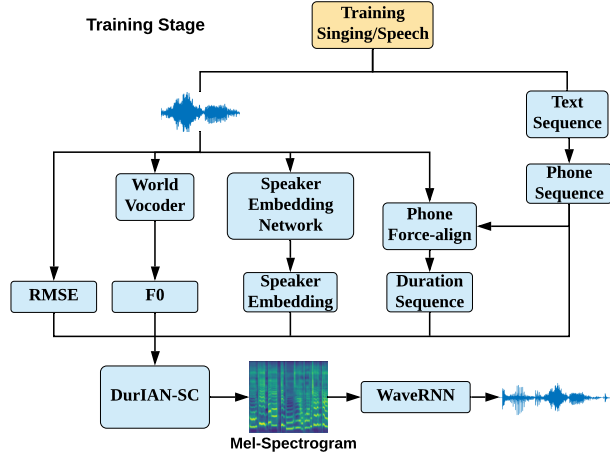 Training Stage
Training
Singing/Speech
Text
Sequence
Phone
Sequence
World
Vocoder
Speaker
Embedding
Network
Phone
Force-align
RMSE
F0
Speaker
Embedding
Duration
Sequence
DurIAN-SC
WaveRNN
Mel-Spectrogram